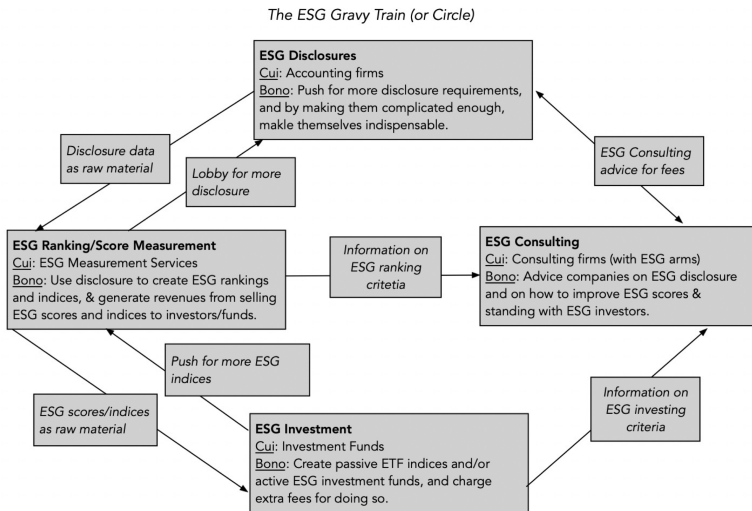 The ESG Gravy Train (or Circle)
ESG Disclosures
Cui: Accounting firms
Bono: Push for more disclosure requirements,
and by making them complicated enough,
makle themselves indispensable.
Disclosure data
as raw material
Lobby for more
disclosure
ESG Consulting
advice for fees
ESG Ranking/Score Measurement
Cui: ESG Measurement Services
Bono: Use disclosure to create ESG rankings
and indices, & generate revenues from selling
ESG scores and indices to investors/funds.
Information on
ESG ranking
critetia
ESG Consulting
Cui: Consulting firms (with ESG arms)
Bono: Advice companies on ESG disclosure
and on how to improve ESG scores &
standing with ESG investors.
Push for more ESG
indices
ESG scores/indices
as raw material
Information on
ESG investing
criteria
ESG Investment
Cui: Investment Funds
Bono: Create passive ETF indices and/or
active ESG investment funds, and charge
extra fees for doing so.